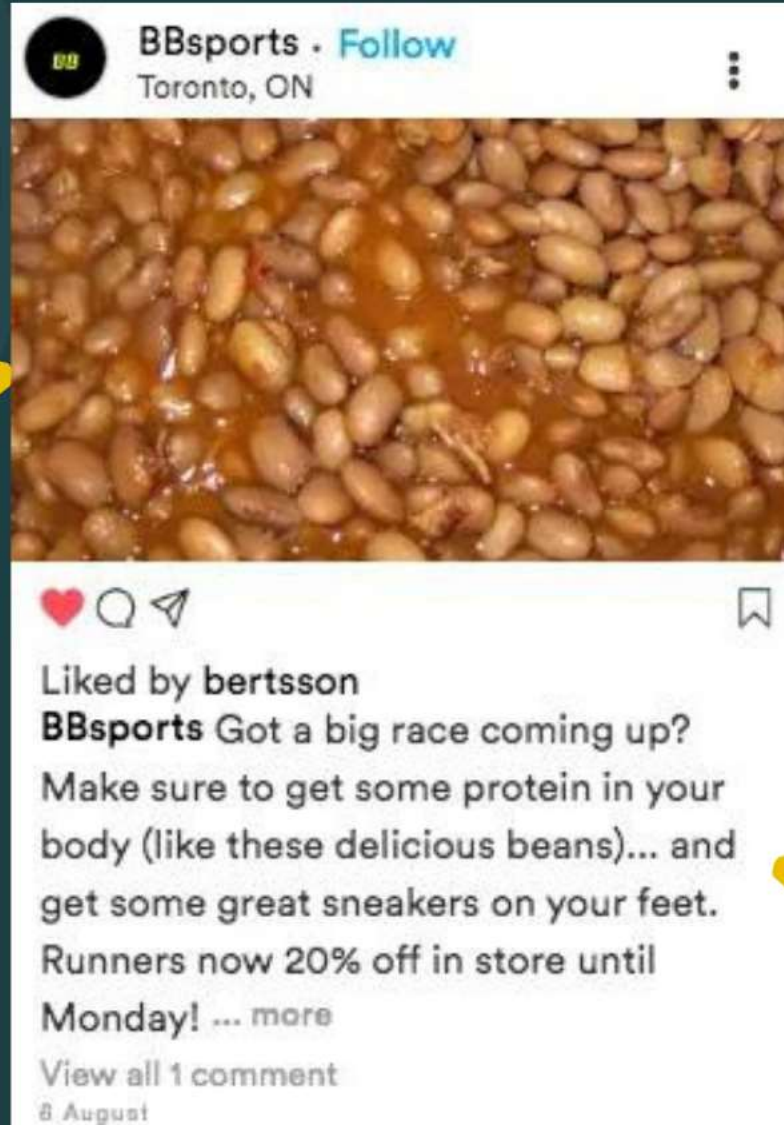 BB
BBsports · Follow
Toronto, ON
Liked by bertsson
BBsports Got a big race coming up?
Make sure to get some protein in your
body (like these delicious beans)... and
get some great sneakers on your feet.
Runners now 20% off in store until
Monday! ... more
View all 1 comment
6 August